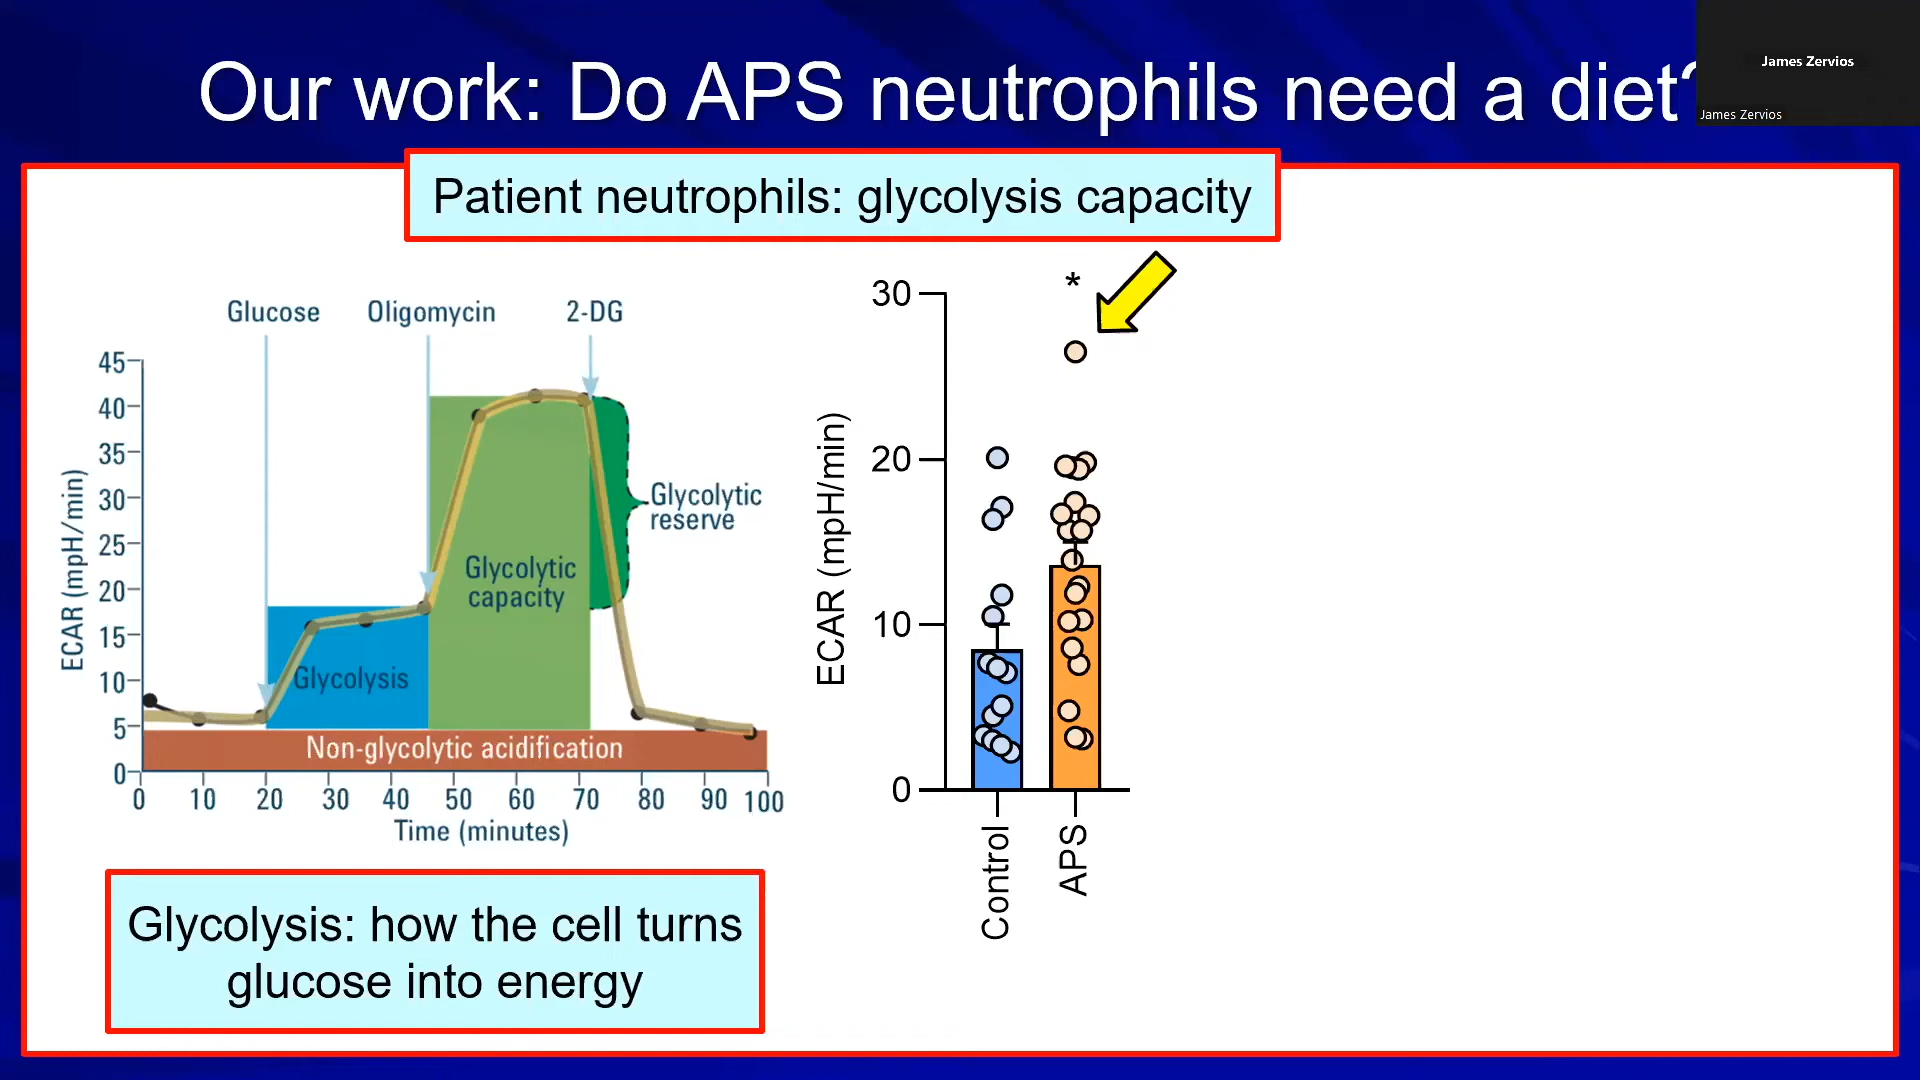 Our work: Do APS neutrophils need a diet?
James Zervios
James Zervios
Patient neutrophils: glycolysis capacity
Glucose
Oligomycin
2-DG
ECAR (mpH/min)
45
40
35
30
25
20
15
10
5
0
Glycolysis
Glycolytic
capacity
Glycolytic
reserve
Non-glycolytic acidification
0 10 20 30 40 50 60 70 80 90 100
Time (minutes)
Glycolysis: how the cell turns
glucose into energy
*
ECAR (mpH/min)
30
20
10
0
Control
APS